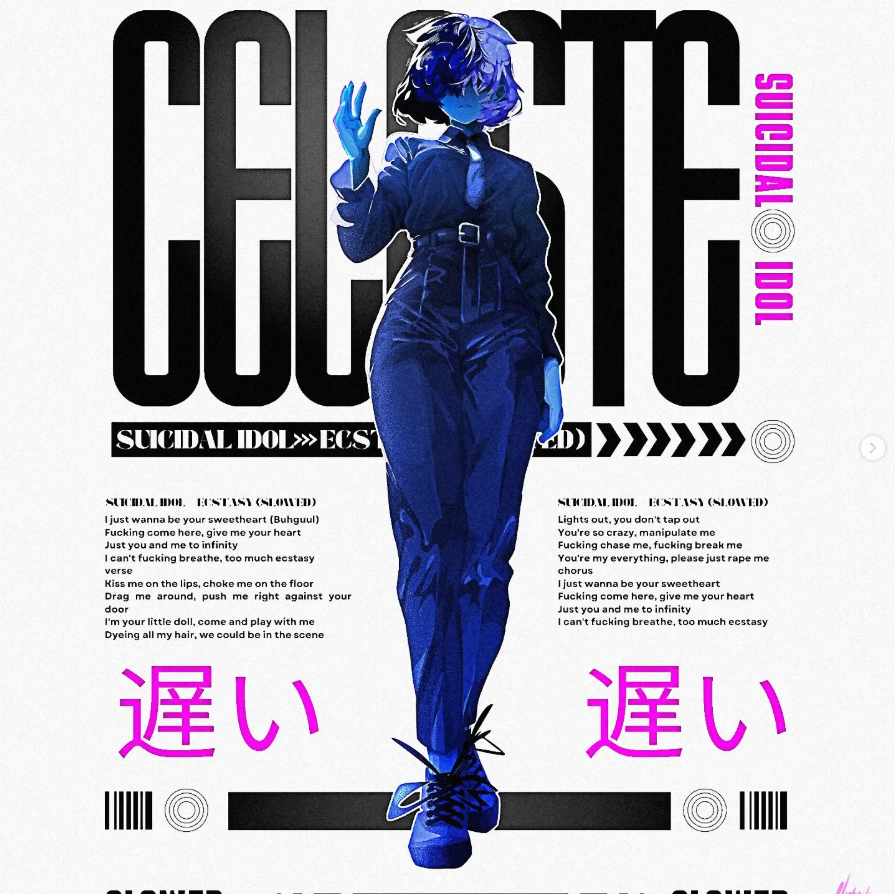 CELESTE
SUICIDAL IDOL
SUICIDAL IDOL>>>ECST ED)
SUICIDAL IDOL ECSTASY (SLOWED)
I just wanna be your sweetheart (Buhguul)
Fucking come here, give me your heart
Just you and me to infinity
I can't fucking breathe, too much ecstasy
verse
Kiss me on the lips, choke me on the floor
Drag me around, push me right against your
door
I'm your little doll, come and play with me
Dyeing all my hair, we could be in the scene
SUICIDAL IDOL ECSTASY (SLOWED)
Lights out, you don't tap out
You're so crazy, manipulate me
Fucking chase me, fucking break me
You're my everything, please just rape me
chorus
I just wanna be your sweetheart
Fucking come here, give me your heart
Just you and me to infinity
I can't fucking breathe, too much ecstasy
遅い
遅い
SLOWED
SLOWED